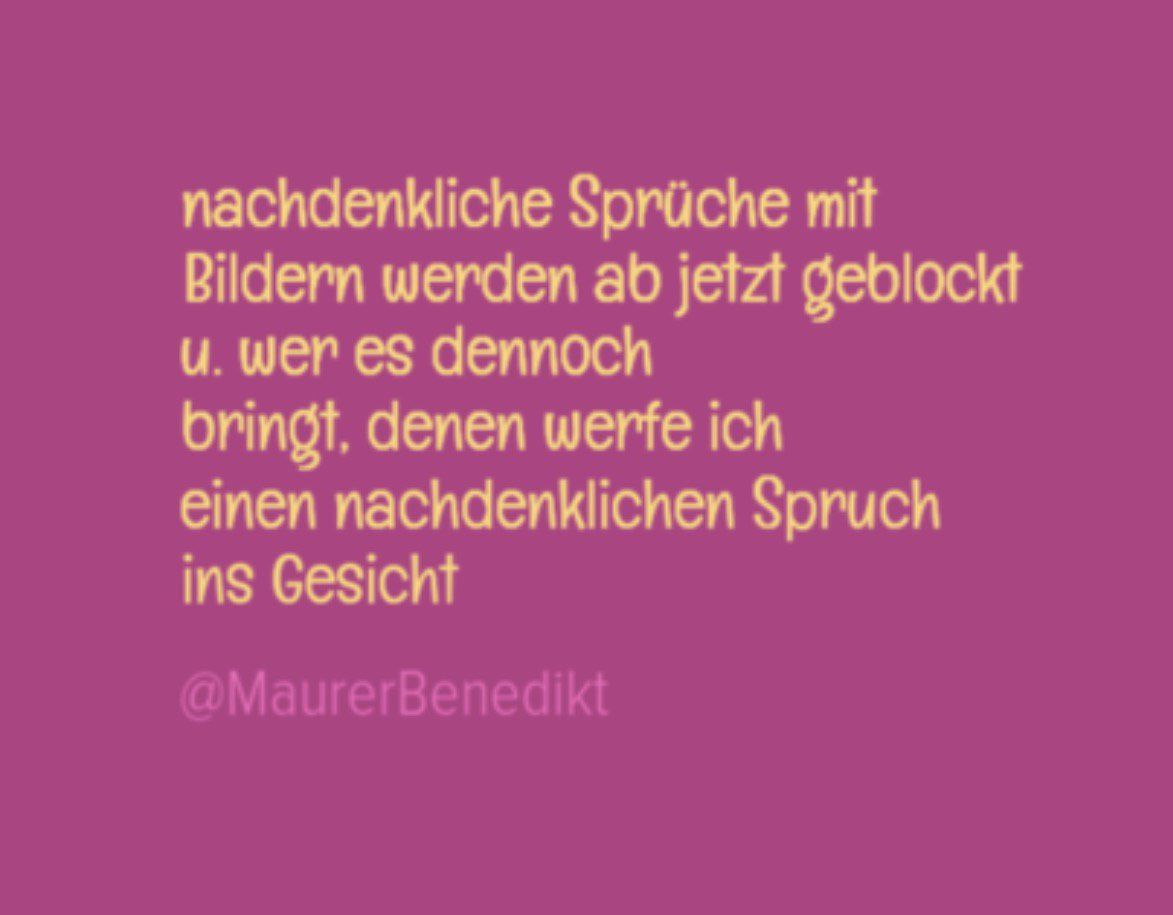 nachdenkliche Sprüche mit
Bildern werden ab jetzt geblockt
u. wer es dennoch
bringt, denen werfe ich
einen nachdenklichen Spruch
ins Gesicht
@MaurerBenedikt